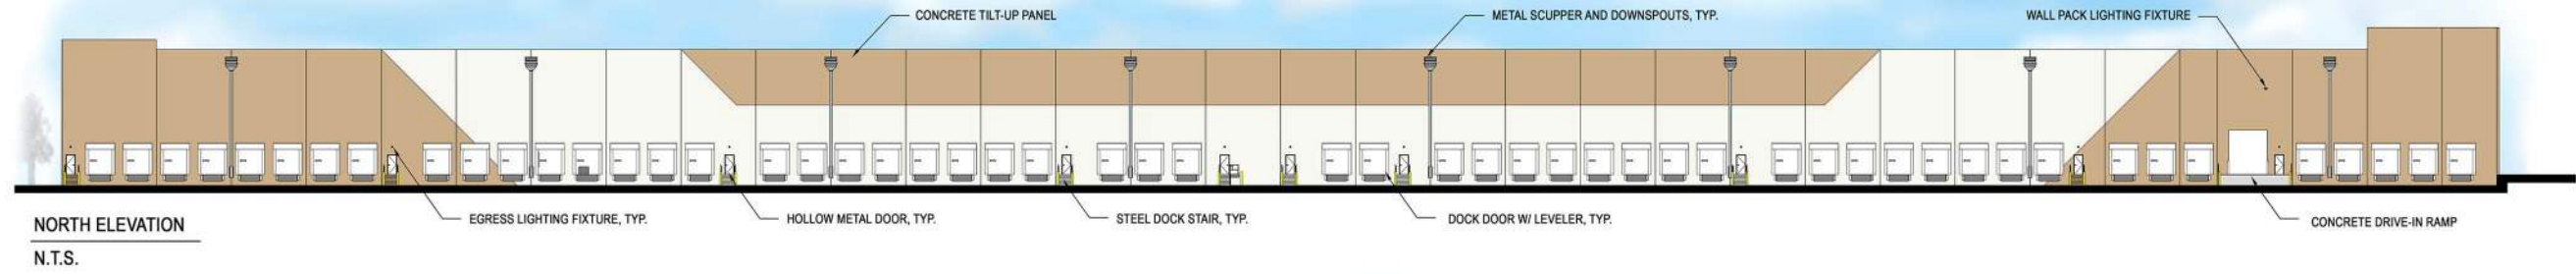 CONCRETE TILT-UP PANEL
METAL SCUPPER AND DOWNSPOUTS, TYP.
WALL PACK LIGHTING FIXTURE
EGRESS LIGHTING FIXTURE, TYP.
HOLLOW METAL DOOR, TYP.
STEEL DOCK STAIR, TYP.
DOCK DOOR W/ LEVELER, TYP.
CONCRETE DRIVE-IN RAMP
NORTH ELEVATION
N.T.S.